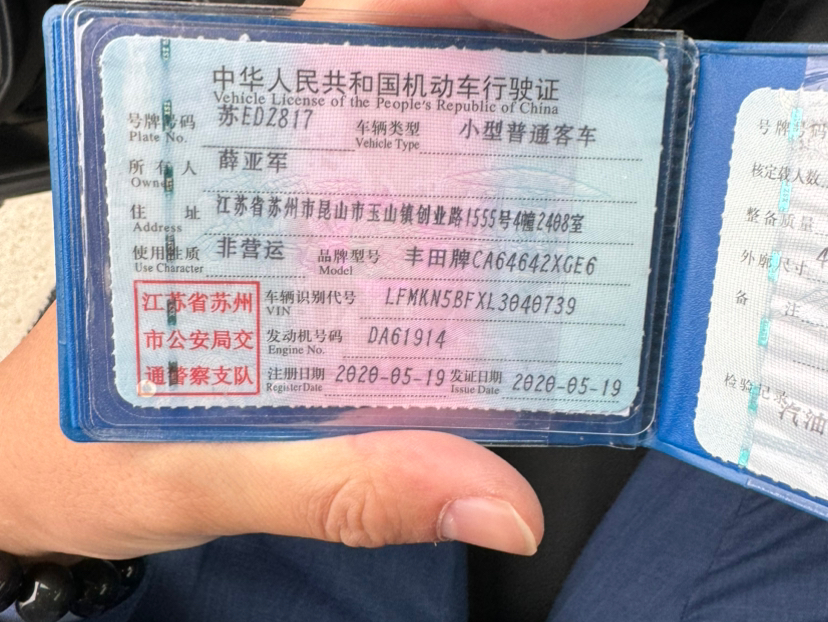 中华人民共和国机动车行驶证
Vehicle License of the People's Republic of China
号牌号码 苏ED2817 车辆类型 小型普通客车
Plate No. Vehicle Type
所有人 薛亚军
Owner
住址 江苏省苏州市昆山市玉山镇创业路1555号4幢2408室
Address
使用性质 非营运 品牌型号 丰田牌CA64642XGE6
Use Character Model
江苏省苏州
市公安局交
通警察支队
车辆识别代号 LFMKN5BFXL3040739
VIN
发动机号码 DA61914
Engine No.
注册日期 2020-05-19 发证日期 2020-05-19
Register Date Issue Date
号牌号码
核定载人数
整备质量
外廓尺寸 4
备注
检验记录
汽油